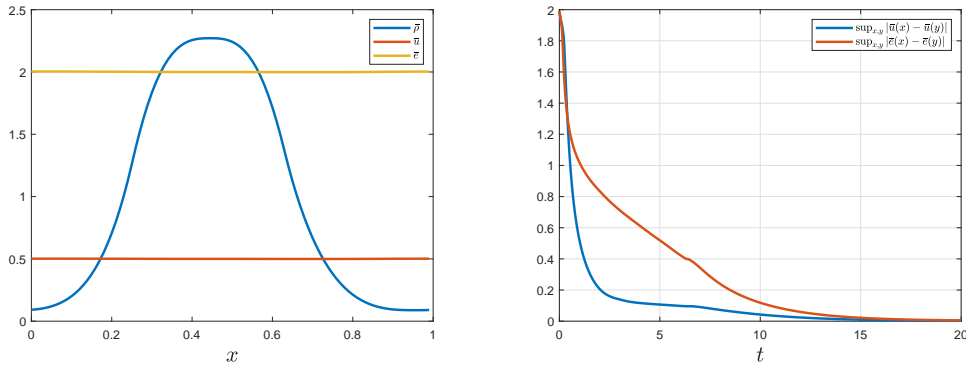 2.5
2
1.5
1
0.5
0
0 0.2 0.4 0.6 0.8 1
x
ρ̅
u̅
e̅
2
1.8
1.6
1.4
1.2
1
0.8
0.6
0.4
0.2
0
0 5 10 15 20
t
sup_{x,y} |u̅(x) − u̅(y)|
sup_{x,y} |e̅(x) − e̅(y)|